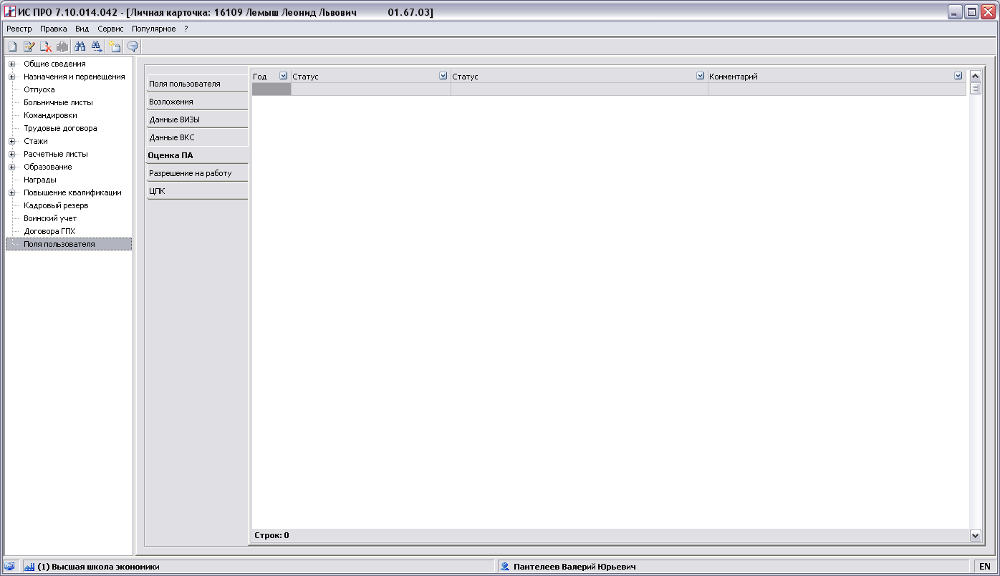 ИС ПРО 7.10.014.042 - [Личная карточка: 16109 Лемыш Леонид Львович 01.67.03]
Реестр Правка Вид Сервис Популярное ?
Общие сведения
Назначения и перемещения
Отпуска
Больничные листы
Командировки
Трудовые договора
Стажи
Расчетные листы
Образование
Награды
Повышение квалификации
Кадровый резерв
Воинский учет
Договора ГПХ
Поля пользователя
Поля пользователя
Возложения
Данные ВИЗЫ
Данные ВКС
Оценка ПА
Разрешение на работу
ЦПК
Год Статус Статус Комментарий
Строк: 0
(1) Высшая школа экономики Пантелеев Валерий Юрьевич EN